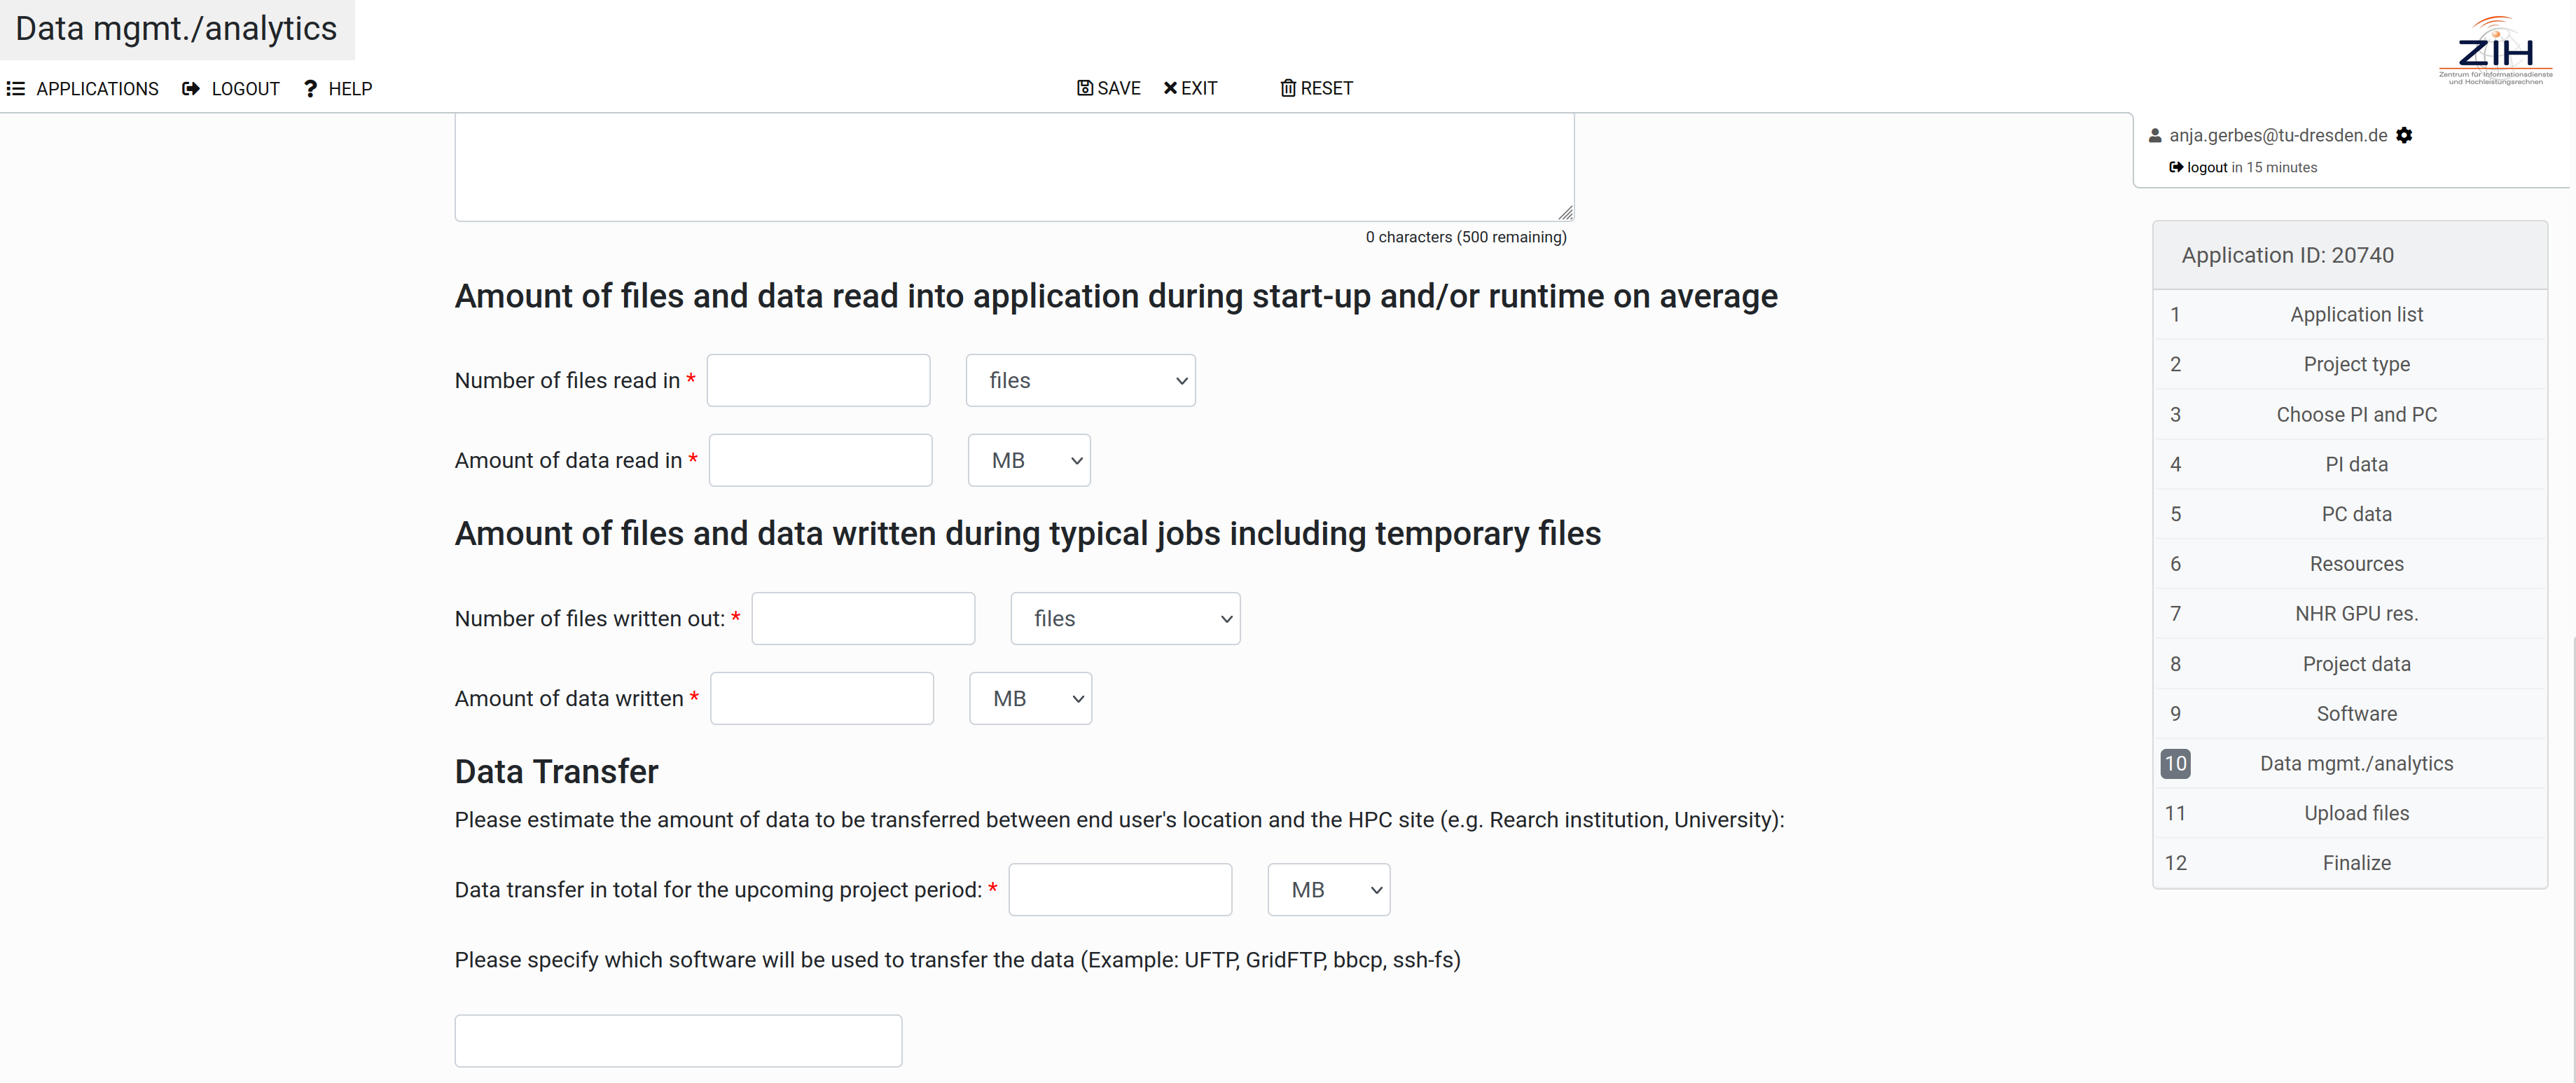 Data mgmt./analytics
APPLICATIONS LOGOUT ? HELP SAVE EXIT RESET
ZIH
Zentrum für Informationsdienste
und Hochleistungsrechnen
anja.gerbes@tu-dresden.de
logout in 15 minutes
0 characters (500 remaining)
Amount of files and data read into application during start-up and/or runtime on average
Number of files read in * files
Amount of data read in * MB
Amount of files and data written during typical jobs including temporary files
Number of files written out: * files
Amount of data written * MB
Data Transfer
Please estimate the amount of data to be transferred between end user's location and the HPC site (e.g. Rearch institution, University):
Data transfer in total for the upcoming project period: * MB
Please specify which software will be used to transfer the data (Example: UFTP, GridFTP, bbcp, ssh-fs)
Application ID: 20740
1 Application list
2 Project type
3 Choose PI and PC
4 PI data
5 PC data
6 Resources
7 NHR GPU res.
8 Project data
9 Software
10 Data mgmt./analytics
11 Upload files
12 Finalize